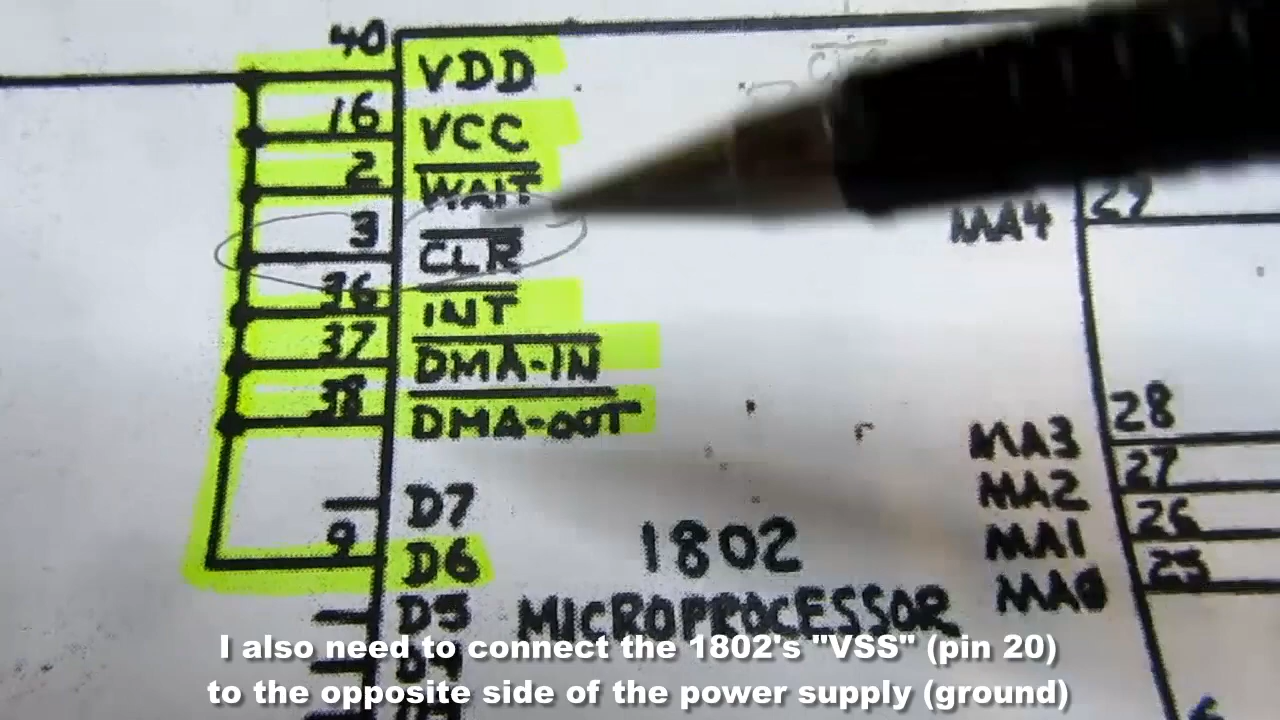 40 VDD
16 VCC
2 WAIT
3 CLR
36 INT
37 DMA-IN
38 DMA-OUT
D7
9 D6
D5
1802
MICROPROCESSOR
MA4 29
MA3 28
MA2 27
MA1 26
MA0 25
I also need to connect the 1802's "VSS" (pin 20)
to the opposite side of the power supply (ground)